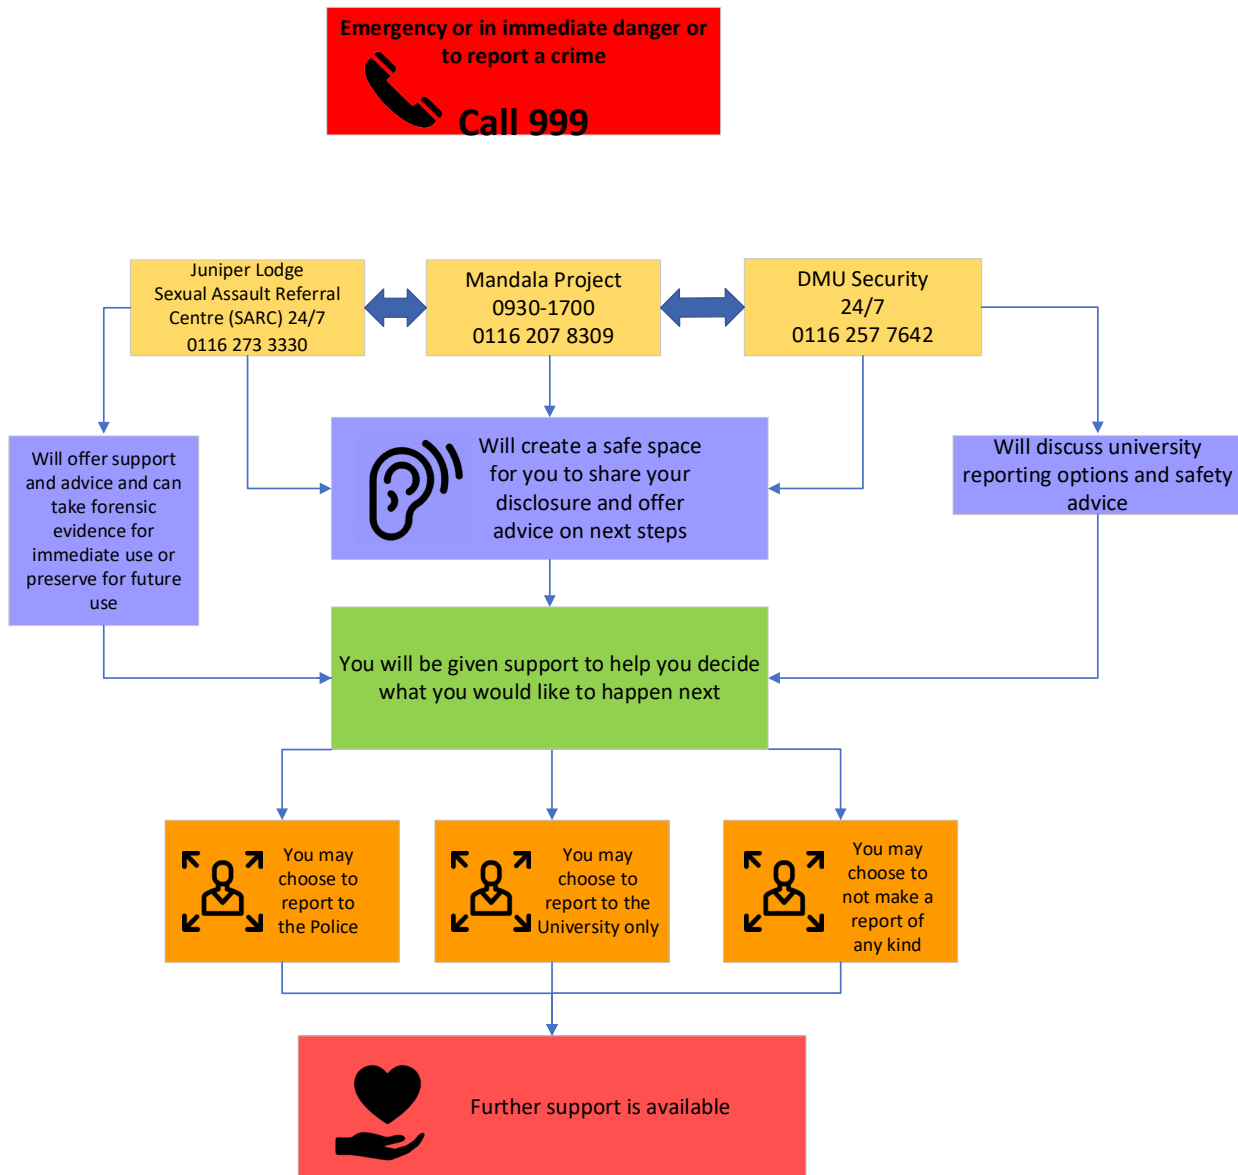 Emergency or in immediate danger or
to report a crime
Call 999
Juniper Lodge
Sexual Assault Referral
Centre (SARC) 24/7
0116 273 3330
Mandala Project
0930-1700
0116 207 8309
DMU Security
24/7
0116 257 7642
Will offer support
and advice and can
take forensic
evidence for
immediate use or
preserve for future
use
Will create a safe space
for you to share your
disclosure and offer
advice on next steps
Will discuss university
reporting options and safety
advice
You will be given support to help you decide
what you would like to happen next
You may
choose to
report to
the Police
You may
choose to
report to the
University only
You may
choose to
not make a
report of
any kind
Further support is available